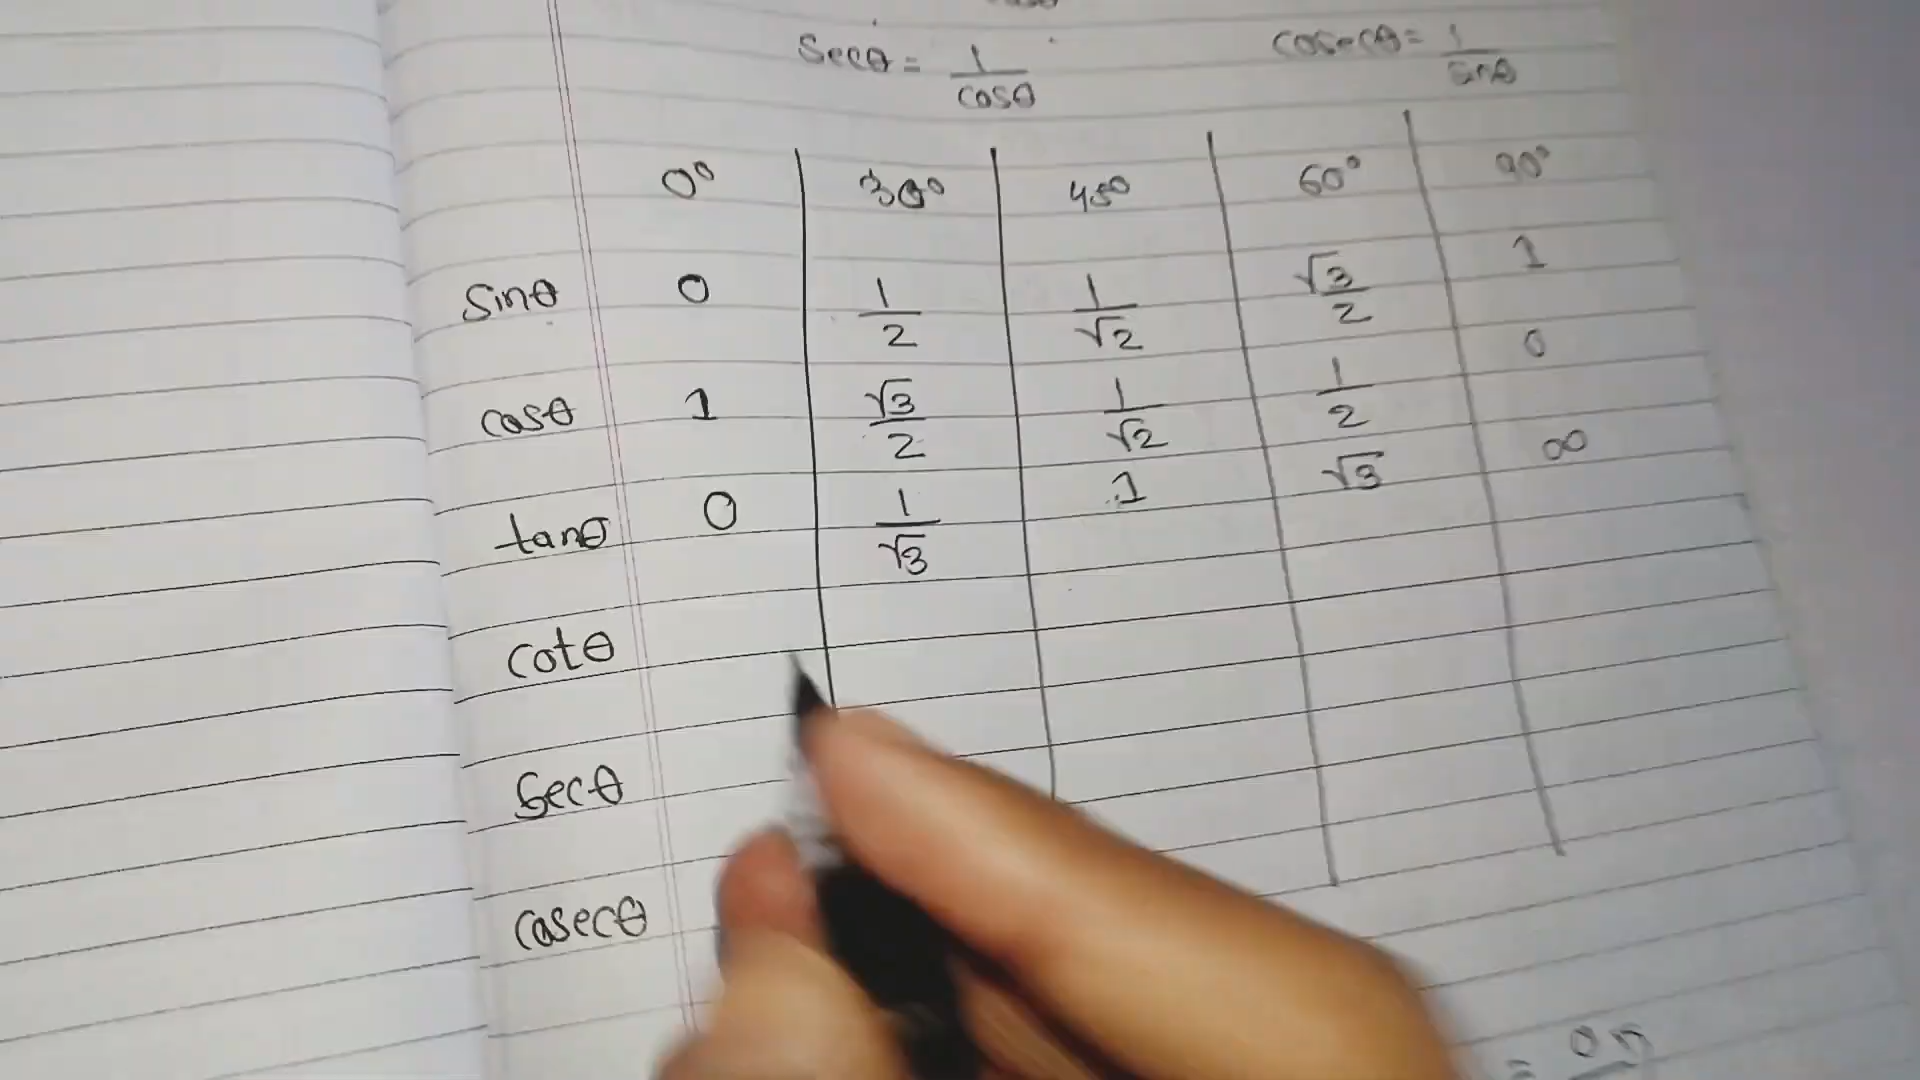 Secθ = 1/cosθ cosecθ = 1/sinθ
0° 30° 45° 60° 90°
sinθ 0 1/2 1/√2 √3/2 1
cosθ 1 √3/2 1/√2 1/2 0
tanθ 0 1/√3 1 √3 ∞
cotθ
Secθ
cosecθ
=